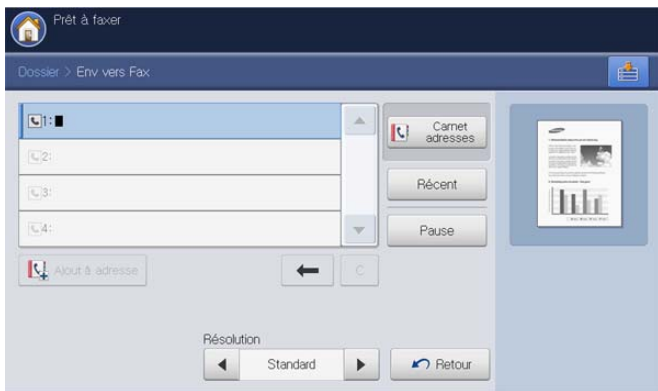 Prêt à faxer
Dossier > Env vers Fax
1:
2:
3:
4:
Carnet
adresses
Récent
Pause
Ajout à adresse
C
Résolution
Standard
Retour